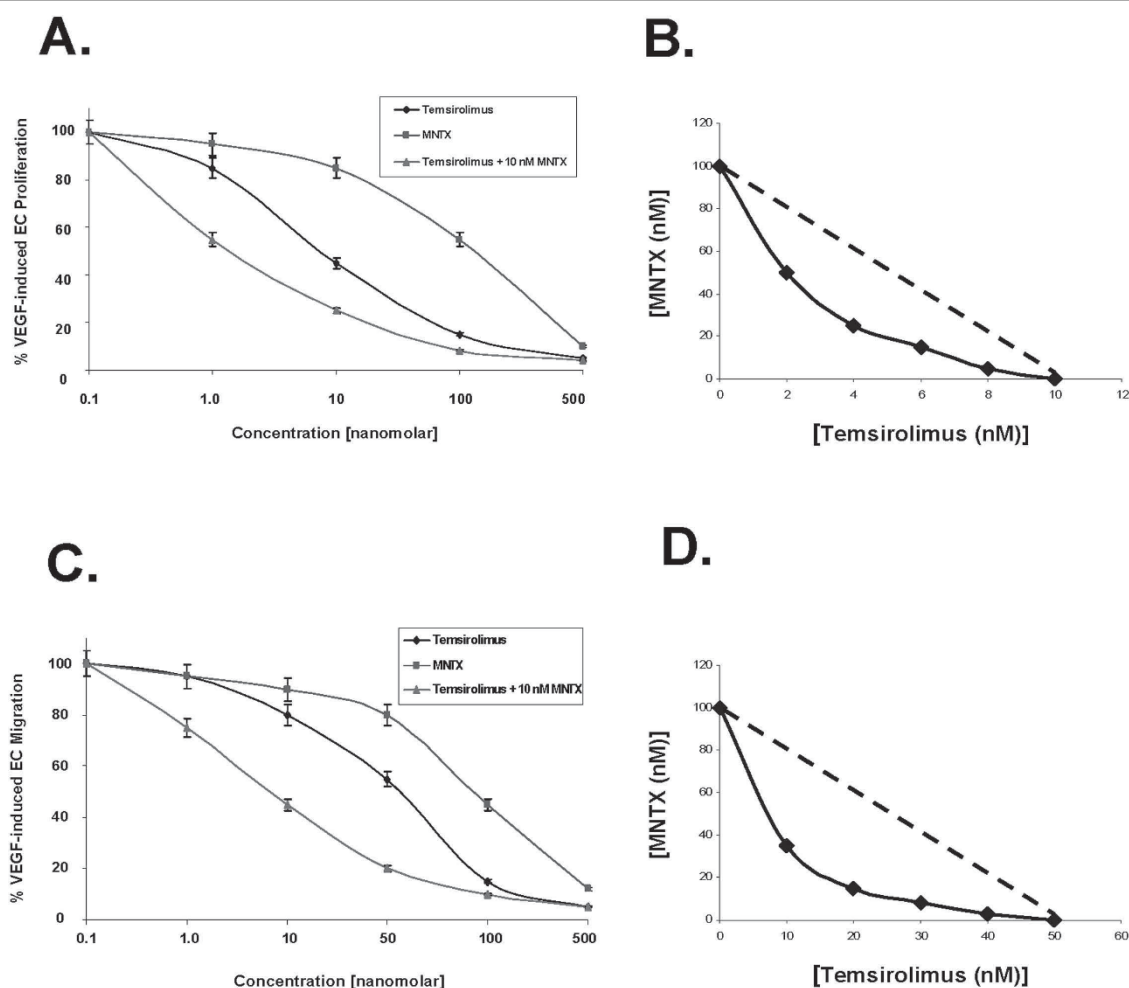 A.
Temsirolimus
MNTX
Temsirolimus + 10 nM MNTX
% VEGF-induced EC Proliferation
100
80
60
40
20
0
0.1
1.0
10
100
500
Concentration [nanomolar]
B.
[MNTX (nM)]
120
100
80
60
40
20
0
0
2
4
6
8
10
12
[Temsirolimus (nM)]
C.
Temsirolimus
MNTX
Temsirolimus + 10 nM MNTX
% VEGF-induced EC Migration
100
80
60
40
20
0
0.1
1.0
10
50
100
500
Concentration [nanomolar]
D.
[MNTX (nM)]
120
100
80
60
40
20
0
0
10
20
30
40
50
60
[Temsirolimus (nM)]